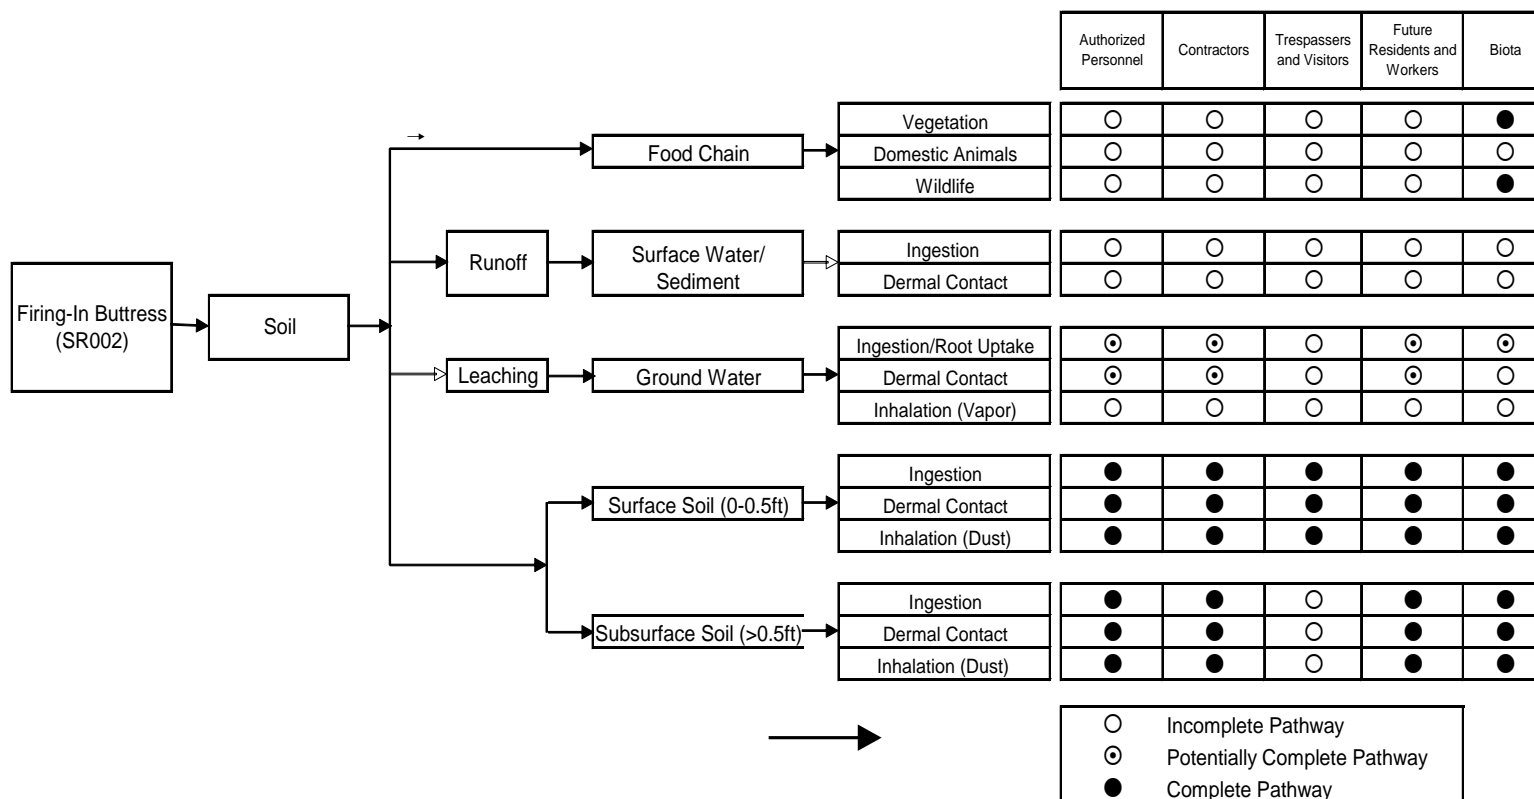 Authorized
Personnel
Contractors
Trespassers
and Visitors
Future
Residents and
Workers
Biota
Vegetation
Food Chain
Domestic Animals
Wildlife
Runoff
Surface Water/
Sediment
Ingestion
Dermal Contact
Firing-In Buttress
(SR002)
Soil
Leaching
Ground Water
Ingestion/Root Uptake
Dermal Contact
Inhalation (Vapor)
Surface Soil (0-0.5ft)
Ingestion
Dermal Contact
Inhalation (Dust)
Subsurface Soil (>0.5ft)
Ingestion
Dermal Contact
Inhalation (Dust)
Incomplete Pathway
Potentially Complete Pathway
Complete Pathway